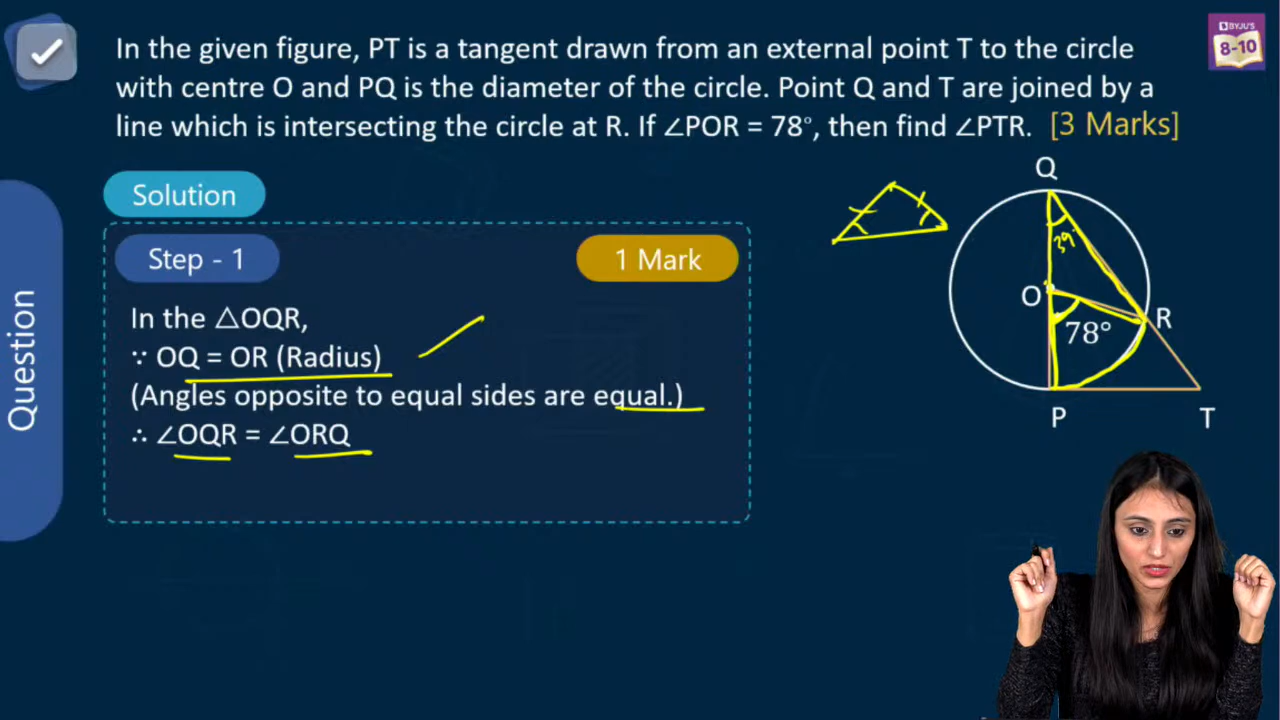 In the given figure, PT is a tangent drawn from an external point T to the circle
with centre O and PQ is the diameter of the circle. Point Q and T are joined by a
line which is intersecting the circle at R. If ∠POR = 78°, then find ∠PTR. [3 Marks]
BYJU'S
8-10
Question
Solution
Step - 1
1 Mark
In the △OQR,
∵ OQ = OR (Radius)
(Angles opposite to equal sides are equal.)
∴ ∠OQR = ∠ORQ
Q
39°
O
R
78°
P
T